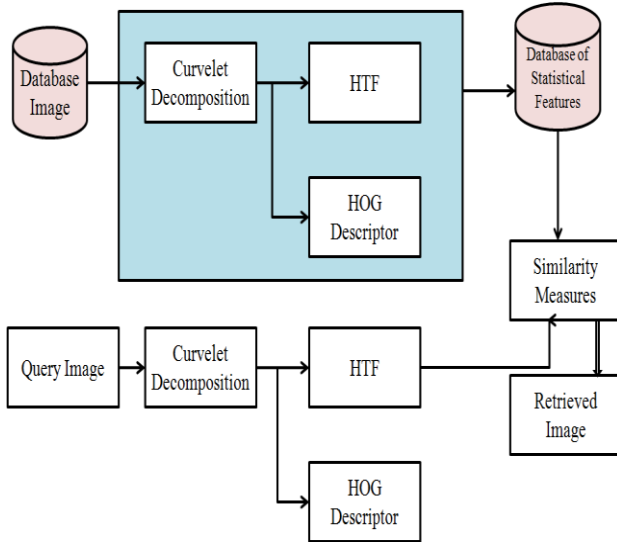 Database
Image
Curvelet
Decomposition
HTF
HOG
Descriptor
Database of
Statistical
Features
Similarity
Measures
Query Image
Curvelet
Decomposition
HTF
Retrieved
Image
HOG
Descriptor